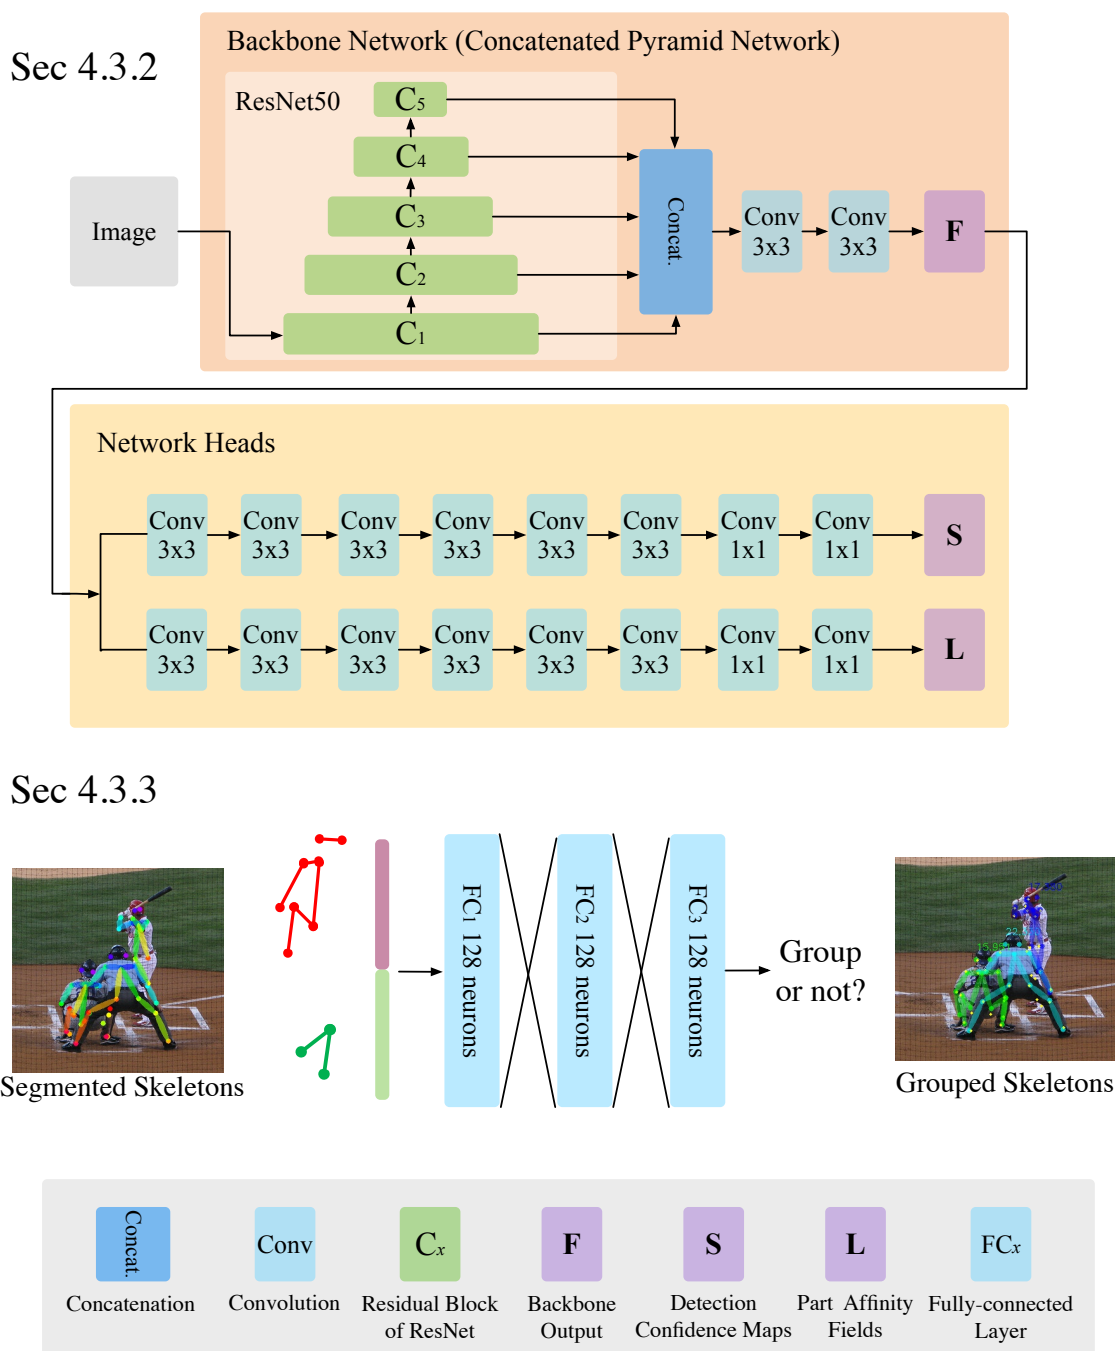 Sec 4.3.2
Backbone Network (Concatenated Pyramid Network)
ResNet50
C5
C4
C3
C2
C1
Image
Concat.
Conv
3x3
Conv
3x3
F
Network Heads
Conv
3x3
Conv
3x3
Conv
3x3
Conv
3x3
Conv
3x3
Conv
3x3
Conv
1x1
Conv
1x1
S
Conv
3x3
Conv
3x3
Conv
3x3
Conv
3x3
Conv
3x3
Conv
3x3
Conv
1x1
Conv
1x1
L
Sec 4.3.3
Segmented Skeletons
FC1 128 neurons
FC2 128 neurons
FC3 128 neurons
Group
or not?
Grouped Skeletons
Concat.
Concatenation
Conv
Convolution
Cx
Residual Block
of ResNet
F
Backbone
Output
S
Detection
Confidence Maps
L
Part Affinity
Fields
FCx
Fully-connected
Layer